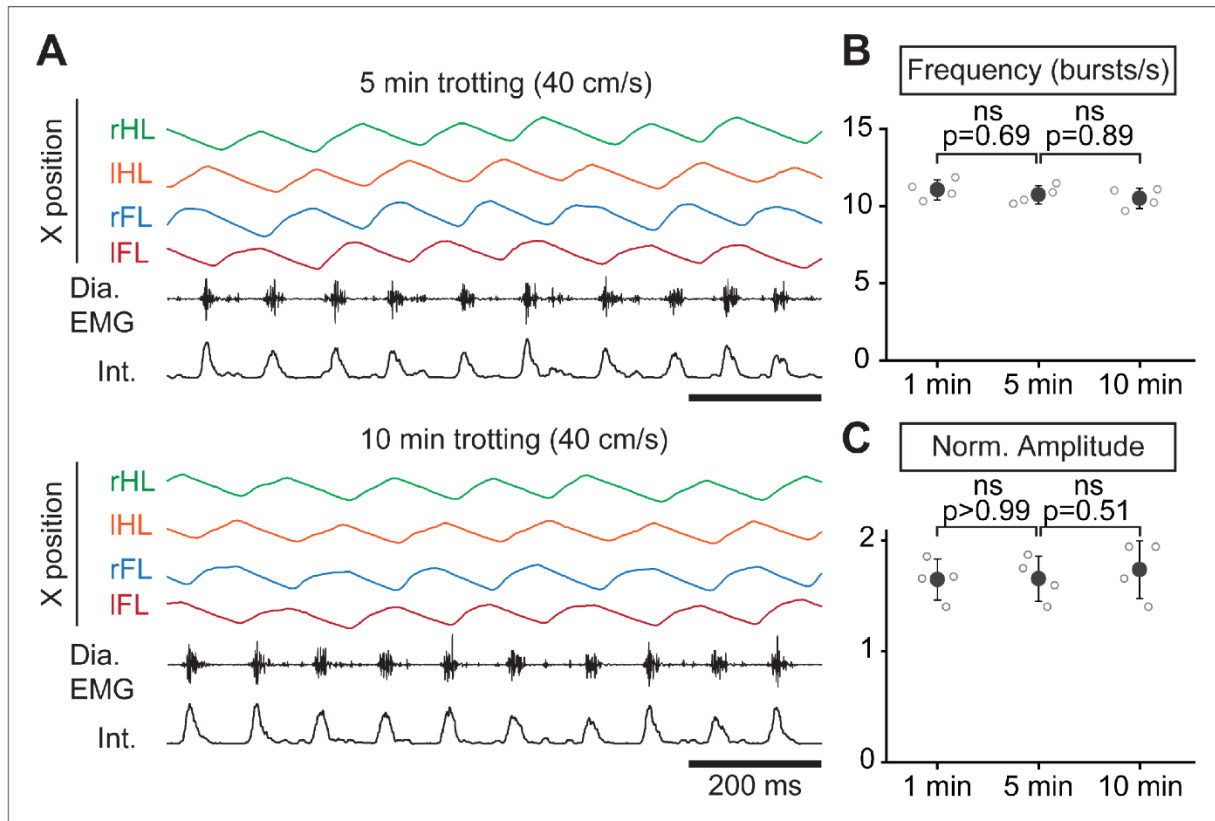 A
5 min trotting (40 cm/s)
X position
rHL
lHL
rFL
lFL
Dia.
EMG
Int.
10 min trotting (40 cm/s)
X position
rHL
lHL
rFL
lFL
Dia.
EMG
Int.
200 ms
B
Frequency (bursts/s)
ns
p=0.69
ns
p=0.89
15
10
5
0
1 min
5 min
10 min
C
Norm. Amplitude
ns
p>0.99
ns
p=0.51
2
1
0
1 min
5 min
10 min